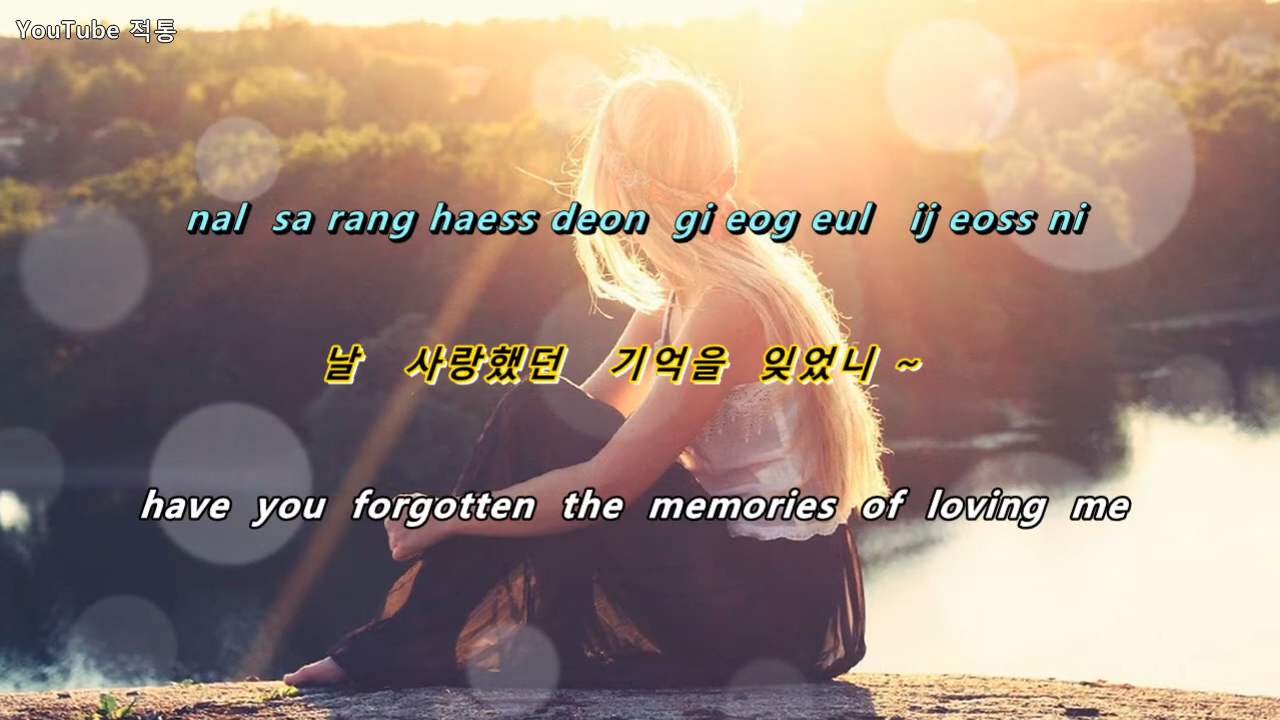 YouTube 적통
nal sa rang haess deon gi eog eul ij eoss ni
날 사랑했던 기억을 잊었니 ~
have you forgotten the memories of loving me